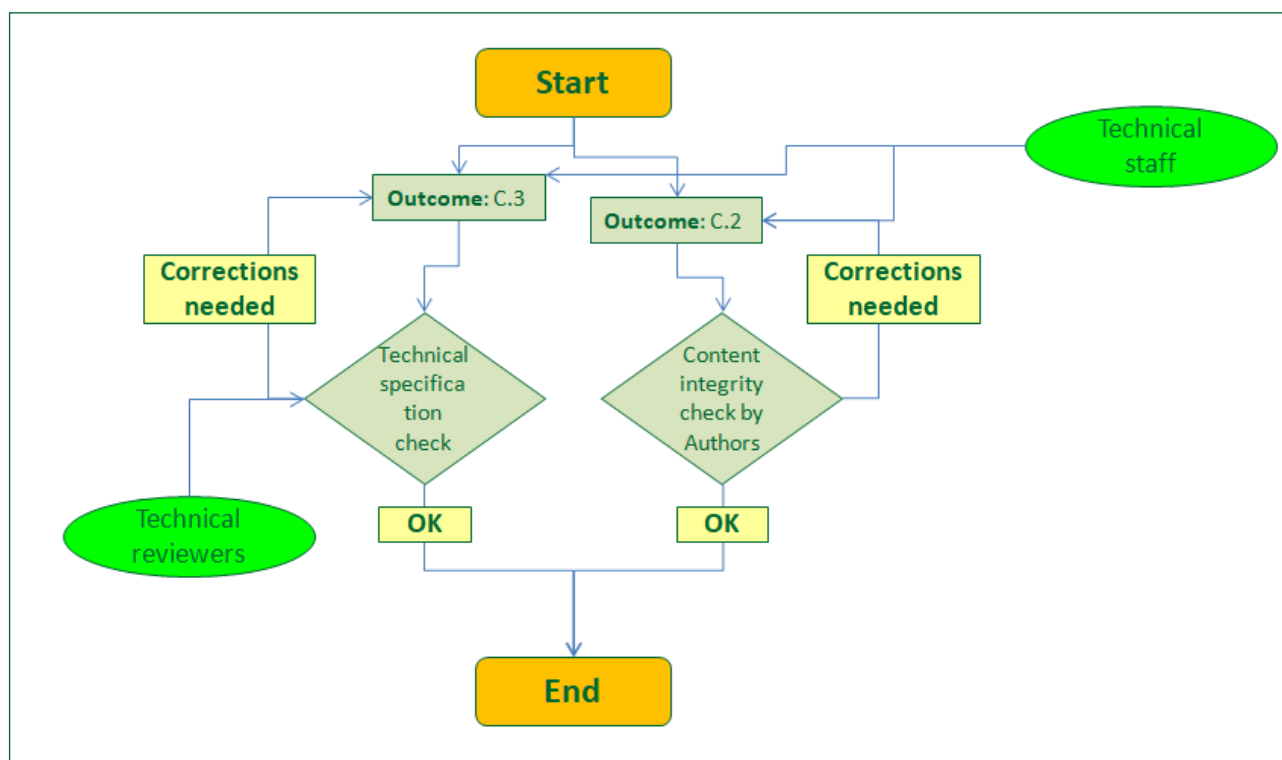 Start
Technical
staff
Outcome: C.3
Outcome: C.2
Corrections
needed
Corrections
needed
Technical
specifica
tion
check
Content
integrity
check by
Authors
Technical
reviewers
OK
OK
End